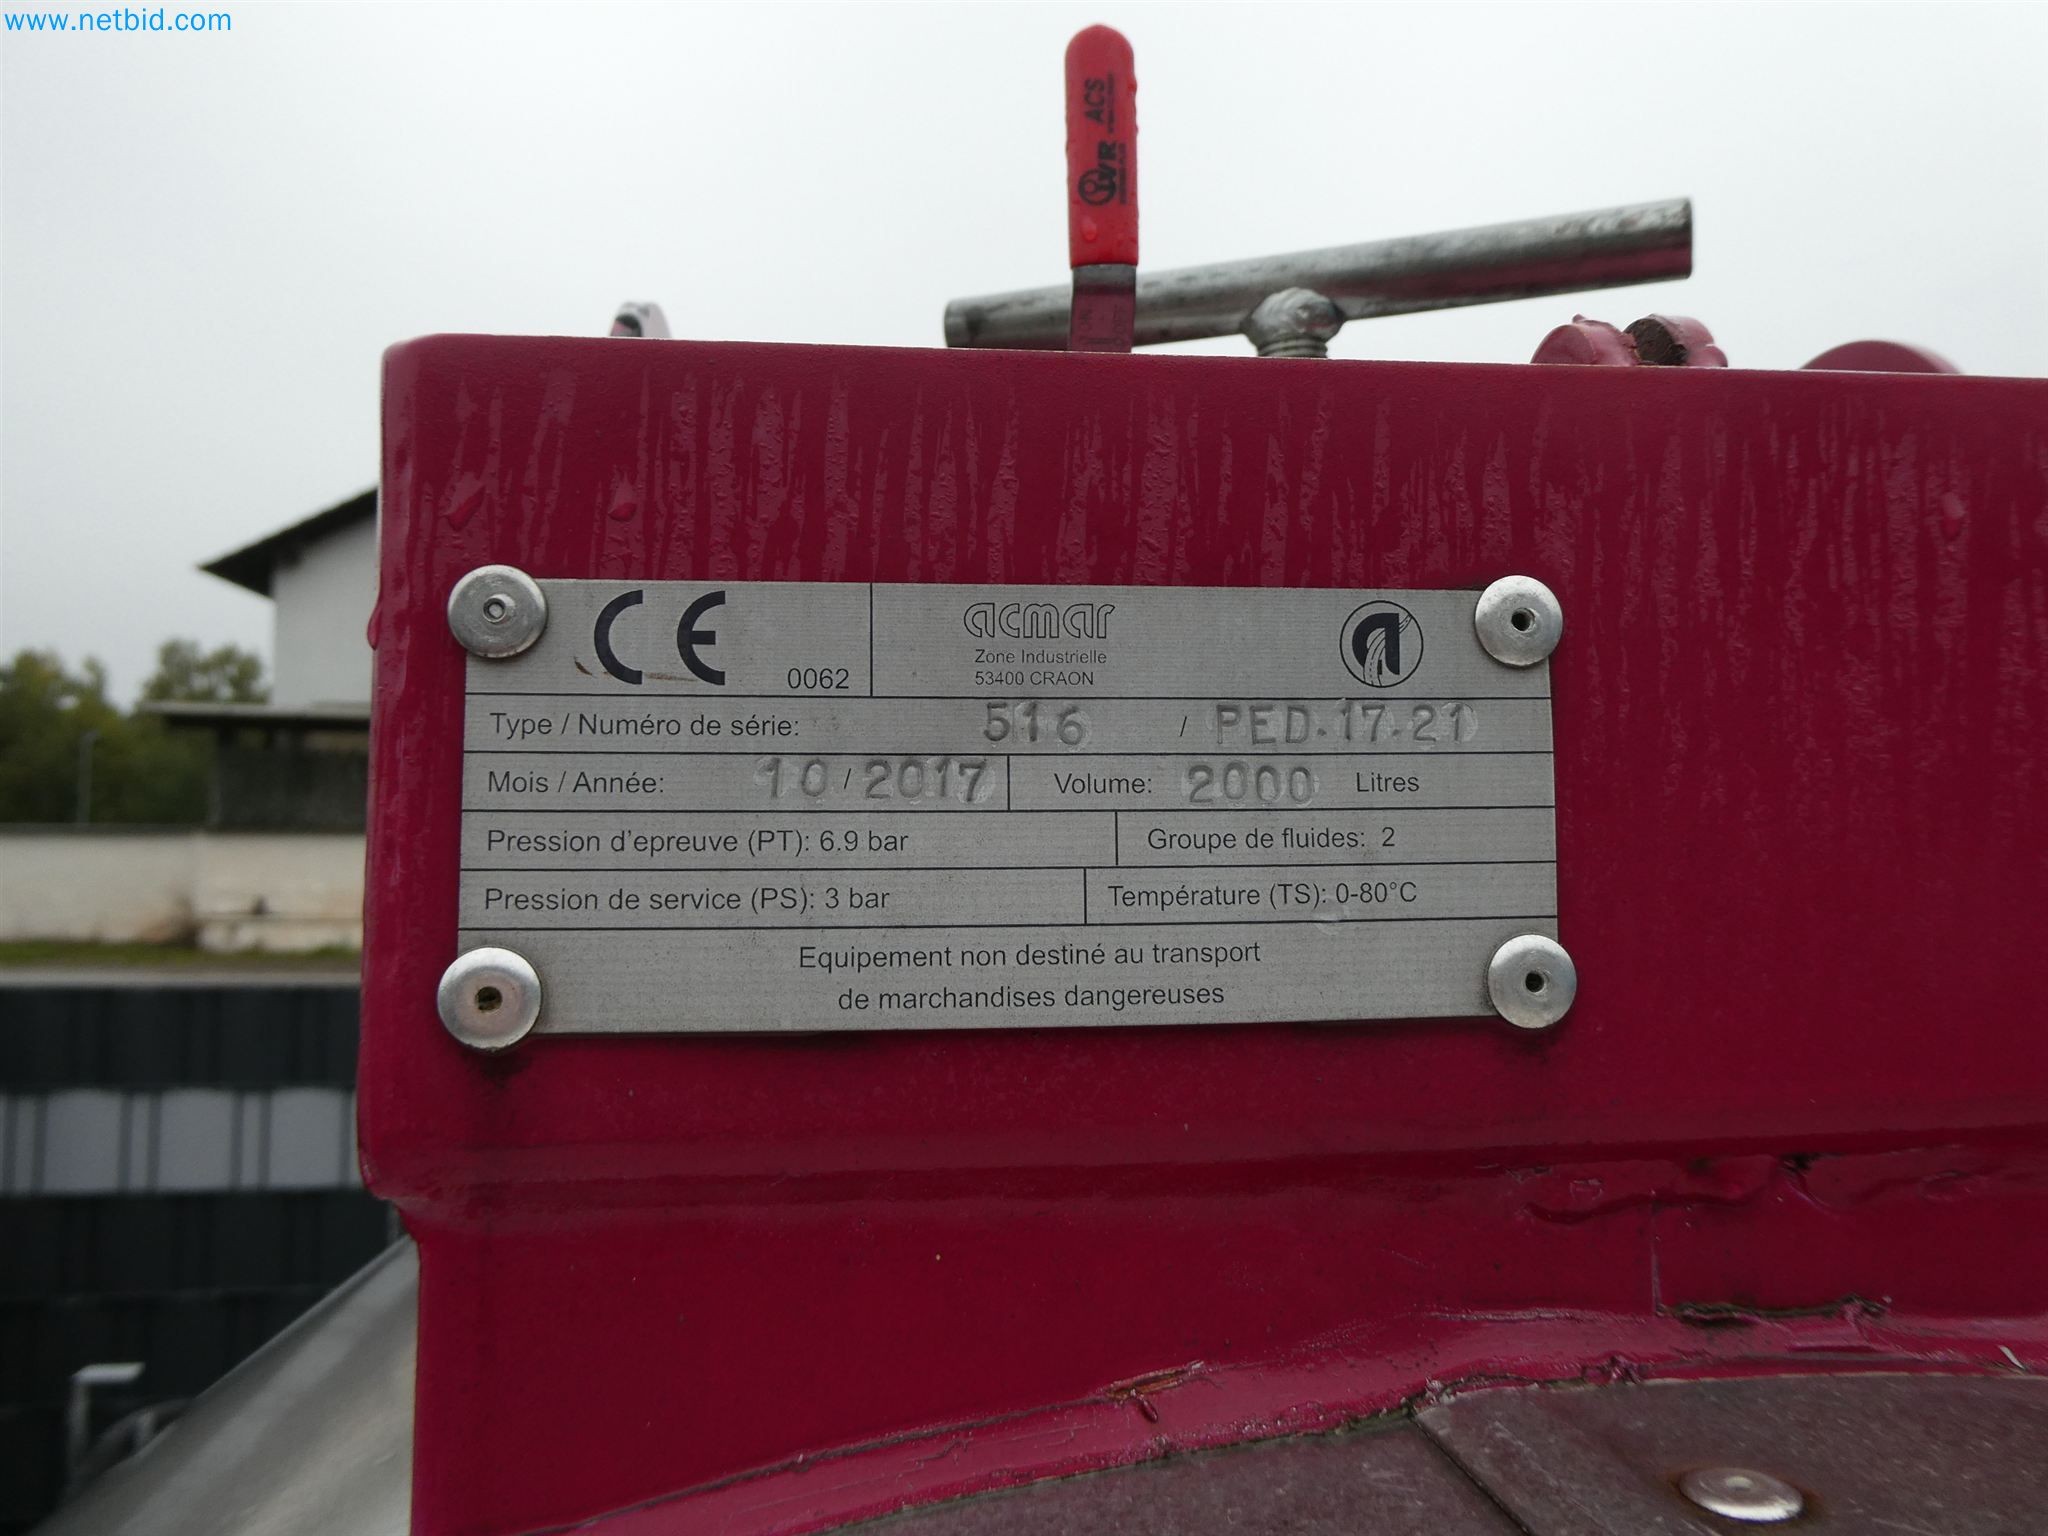 www.netbid.com
WR ACS
CE
0062
acmar
Zone Industrielle
53400 CRAON
Type / Numéro de série: 516 / PED.17.21
Mois / Année: 10 / 2017
Volume: 2000 Litres
Pression d'epreuve (PT): 6.9 bar
Groupe de fluides: 2
Pression de service (PS): 3 bar
Température (TS): 0-80°C
Equipement non destiné au transport
de marchandises dangereuses